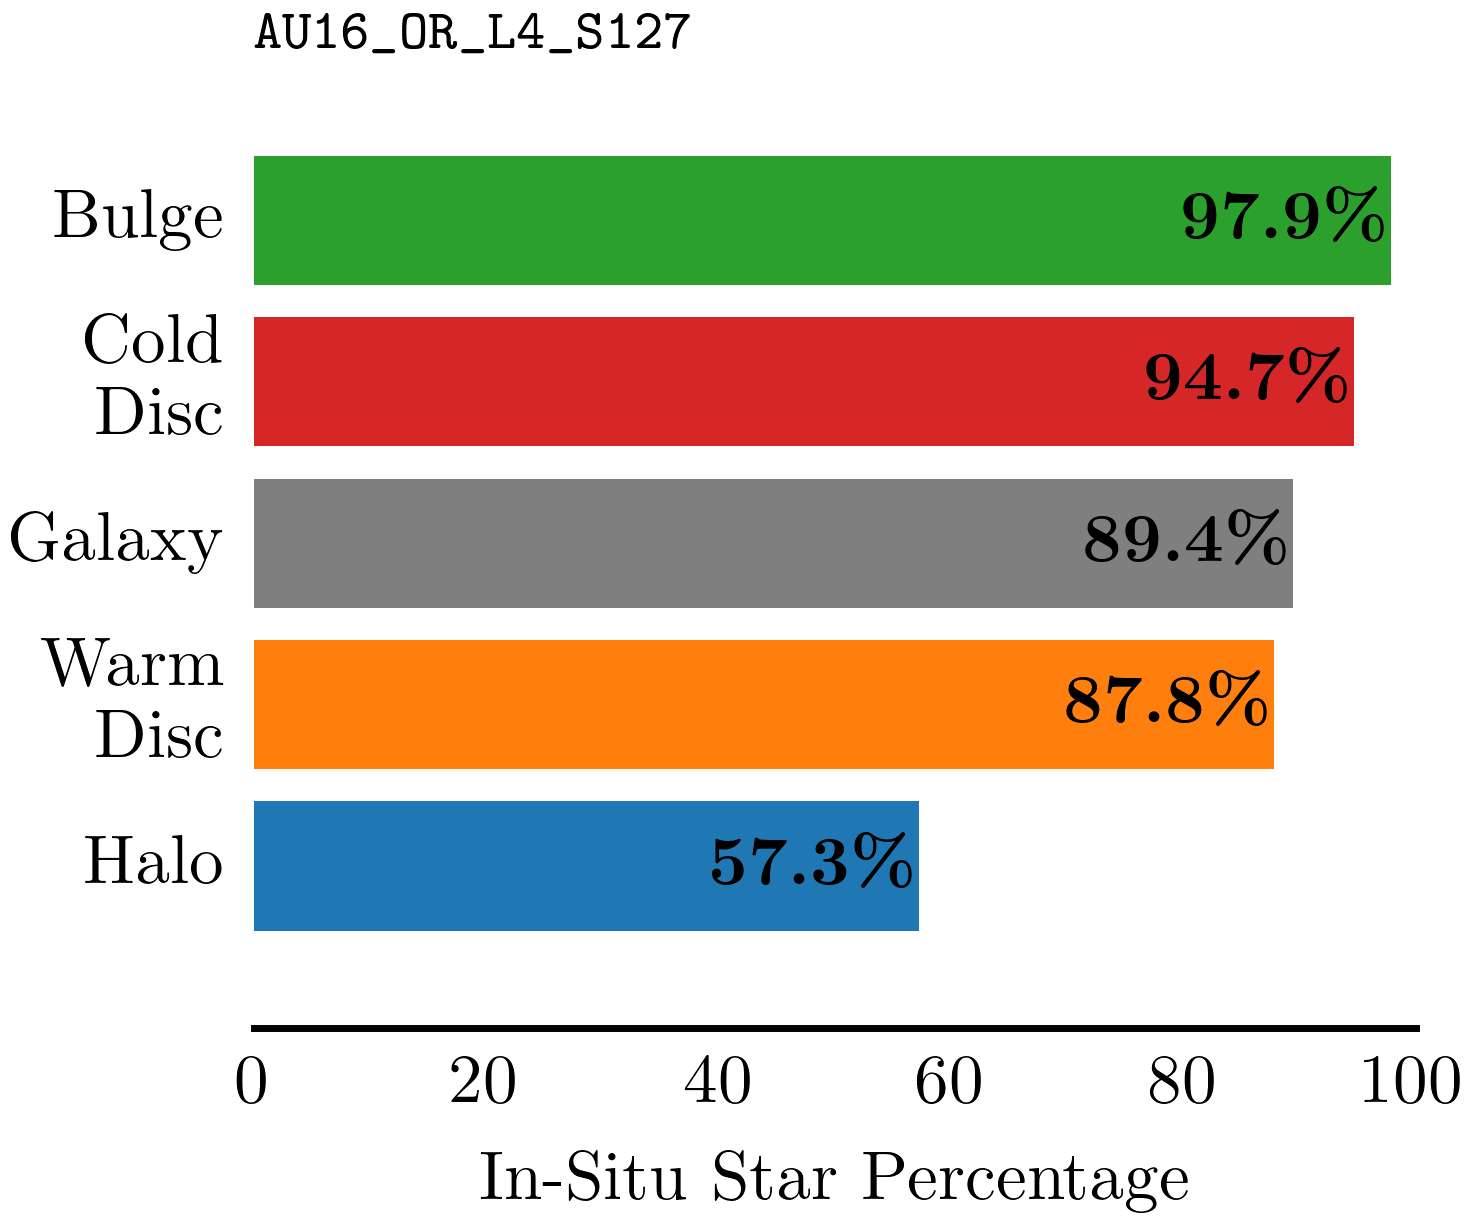 AU16_OR_L4_S127
Bulge
97.9%
Cold
Disc
94.7%
Galaxy
89.4%
Warm
Disc
87.8%
Halo
57.3%
0 20 40 60 80 100
In-Situ Star Percentage